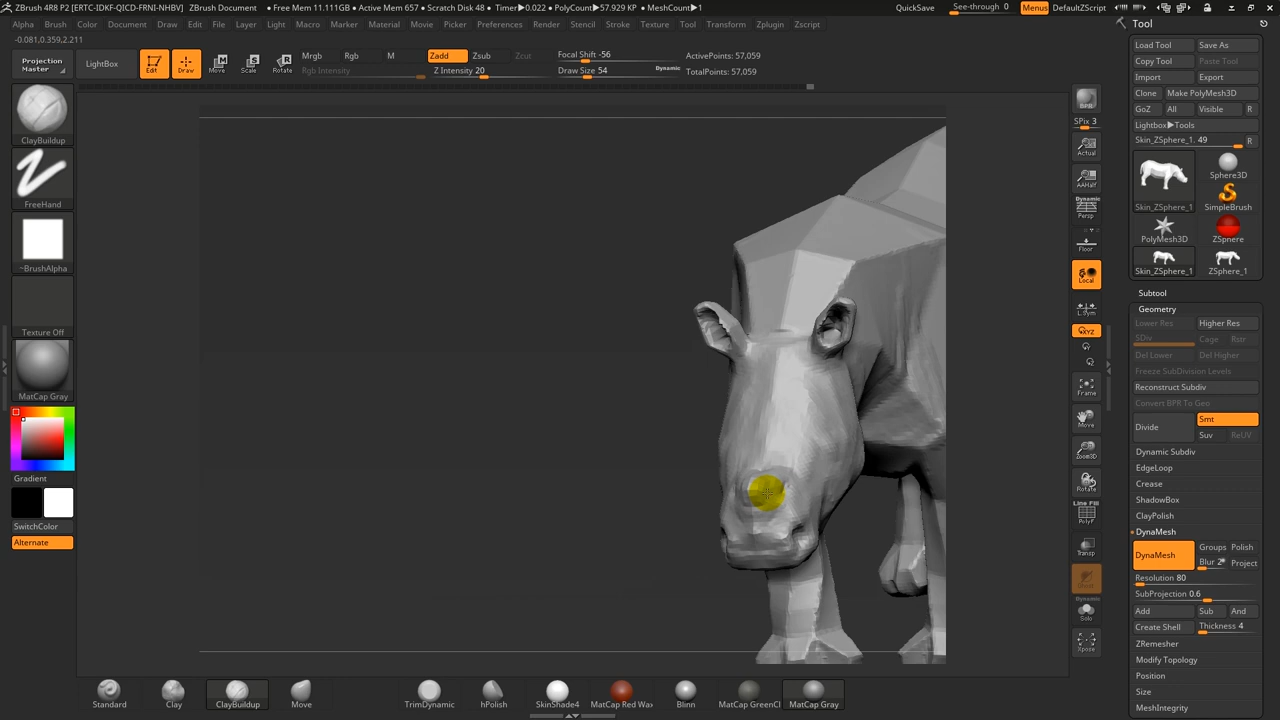 ZBrush 4R8 P2 [ERTC-IDKF-QICD-FRNI-NHBV] ZBrush Document • Free Mem 11.111GB • Active Mem 657 • Scratch Disk 48 • Timer▶0.022 • PolyCount▶57.929 KP • MeshCount▶1 QuickSave See-through 0 Menus DefaultZScript
Alpha Brush Color Document Draw Edit File Layer Light Macro Marker Material Movie Picker Preferences Render Stencil Stroke Texture Tool Transform Zplugin Zscript
Tool
-0.081,0.359,2.211
Load Tool Save As
Copy Tool Paste Tool
Import Export
Clone Make PolyMesh3D
GoZ All Visible R
Lightbox▶Tools
Skin_ZSphere_1. 49 R
Projection
Master
LightBox
Edit Draw Move Scale Rotate
Mrgb Rgb M
Rgb Intensity
Zadd Zsub Zcut
Z Intensity 20
Focal Shift -56
Draw Size 54
Dynamic
ActivePoints: 57,059
TotalPoints: 57,059
ClayBuildup
FreeHand
~BrushAlpha
Texture Off
MatCap Gray
Gradient
SwitchColor
Alternate
BPR
SPix 3
Actual
AAHalf
Dynamic
Persp
Floor
Local
L.Sym
XYZ
Frame
Move
Zoom3D
Rotate
Line Fill
PolyF
Transp
Dynamic
Solo
Xpose
Sphere3D
Skin_ZSphere_1 SimpleBrush
PolyMesh3D ZSphere
Skin_ZSphere_1 ZSphere_1
Subtool
Geometry
Lower Res Higher Res
SDiv Cage Rstr
Del Lower Del Higher
Freeze SubDivision Levels
Reconstruct Subdiv
Convert BPR To Geo
Divide Smt
Suv ReUV
Dynamic Subdiv
EdgeLoop
Crease
ShadowBox
ClayPolish
DynaMesh
DynaMesh Groups Polish
Blur 2 Project
Resolution 80
SubProjection 0.6
Add Sub And
Create Shell Thickness 4
ZRemesher
Modify Topology
Position
Size
MeshIntegrity
Standard Clay ClayBuildup Move TrimDynamic hPolish SkinShade4 MatCap Red Wax Blinn MatCap GreenCl MatCap Gray